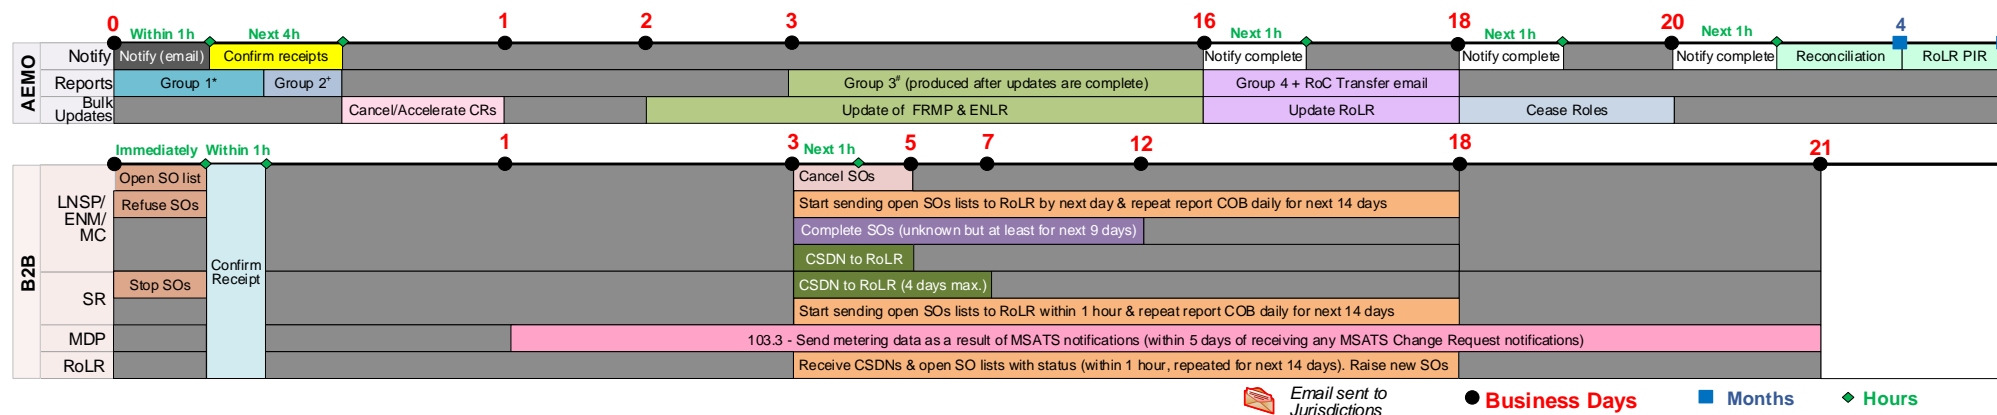 0 1 2 3 16 18 20 4
Within 1h Next 4h Next 1h Next 1h Next 1h
AEMO
Notify Notify (email) Confirm receipts Notify complete Notify complete Notify complete Reconciliation RoLR PIR
Reports Group 1* Group 2+ Group 3# (produced after updates are complete) Group 4 + RoC Transfer email
Bulk
Updates Cancel/Accelerate CRs Update of FRMP & ENLR Update RoLR Cease Roles
1 3 5 7 12 18 21
Immediately Within 1h Next 1h
B2B
LNSP/
ENM/
MC
Open SO list Cancel SOs
Refuse SOs Start sending open SOs lists to RoLR by next day & repeat report COB daily for next 14 days
Complete SOs (unknown but at least for next 9 days)
CSDN to RoLR
Confirm
Receipt
SR
Stop SOs CSDN to RoLR (4 days max.)
Start sending open SOs lists to RoLR within 1 hour & repeat report COB daily for next 14 days
MDP 103.3 - Send metering data as a result of MSATS notifications (within 5 days of receiving any MSATS Change Request notifications)
RoLR Receive CSDNs & open SO lists with status (within 1 hour, repeated for next 14 days). Raise new SOs
Email sent to
Jurisdictions
Business Days Months Hours